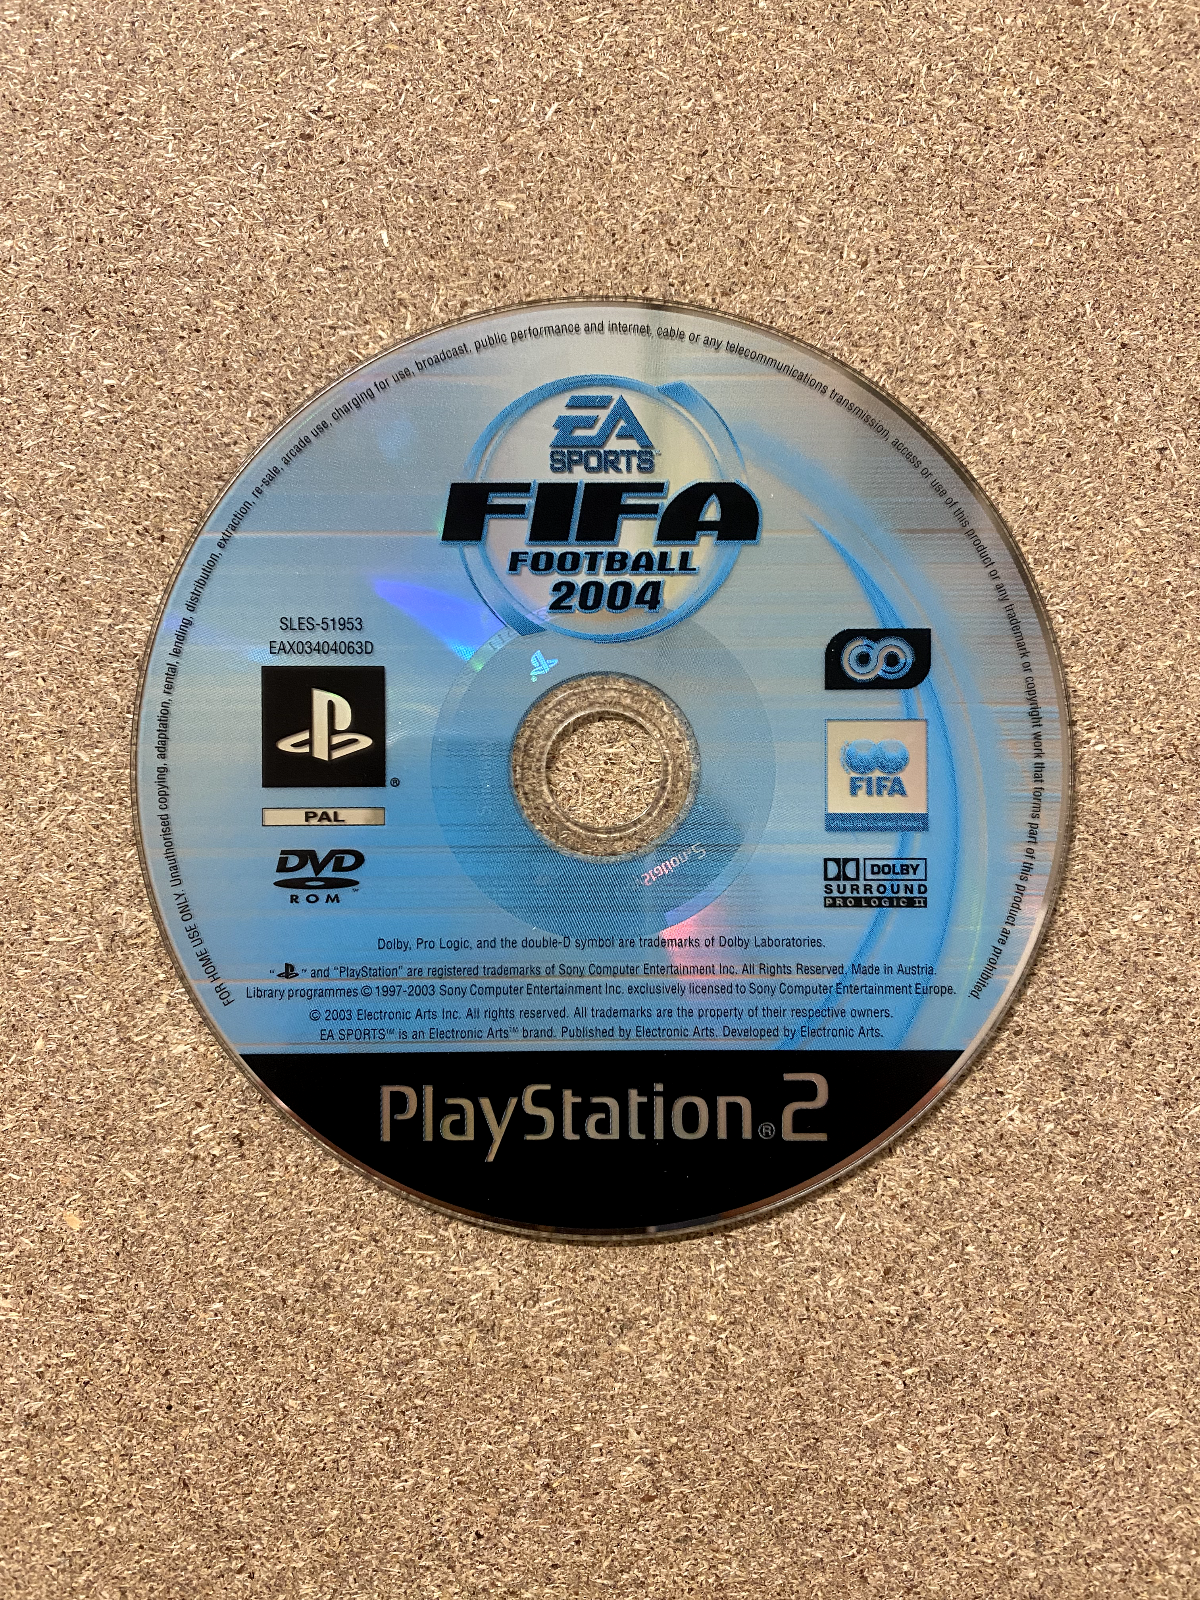 FOR HOME USE ONLY. Unauthorised copying, adaptation, rental, lending, distribution, extraction, re-sale, arcade use, charging for use, broadcast, public performance and internet, cable or any telecommunications transmission, access or use of this product or any trademark or copyright work that forms part of this product are prohibited.
EA
SPORTS™
FIFA
FOOTBALL
2004
SLES-51953
EAX03404063D
®
PAL
DVD
ROM™
FIFA
DOLBY
SURROUND
PRO LOGIC II
Station 2
Dolby, Pro Logic, and the double-D symbol are trademarks of Dolby Laboratories.
" " and "PlayStation" are registered trademarks of Sony Computer Entertainment Inc. All Rights Reserved. Made in Austria.
Library programmes © 1997-2003 Sony Computer Entertainment Inc. exclusively licensed to Sony Computer Entertainment Europe.
© 2003 Electronic Arts Inc. All rights reserved. All trademarks are the property of their respective owners.
EA SPORTS™ is an Electronic Arts™ brand. Published by Electronic Arts. Developed by Electronic Arts.
PlayStation®2